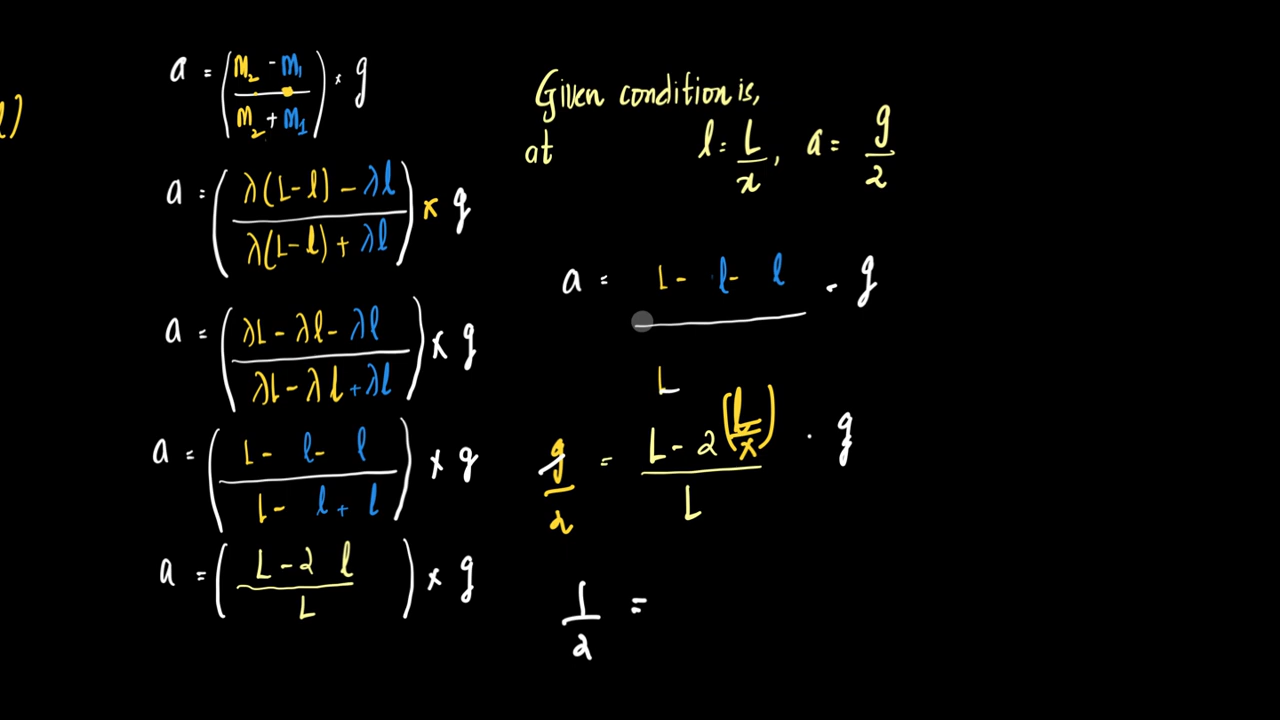 l)
a = (m₂ - m₁ / m₂ + m₁) × g
a = (λ(L-l) - λl / λ(L-l) + λl) × g
a = (λL - λl - λl / λL - λl + λl) × g
a = (L - l - l / L - l + l) × g
a = (L - 2l / L) × g
Given condition is,
at l = L/x, a = g/2
a = L - l - l / L . g
g/2 = L - 2(L/x) / L . g
1/2 =